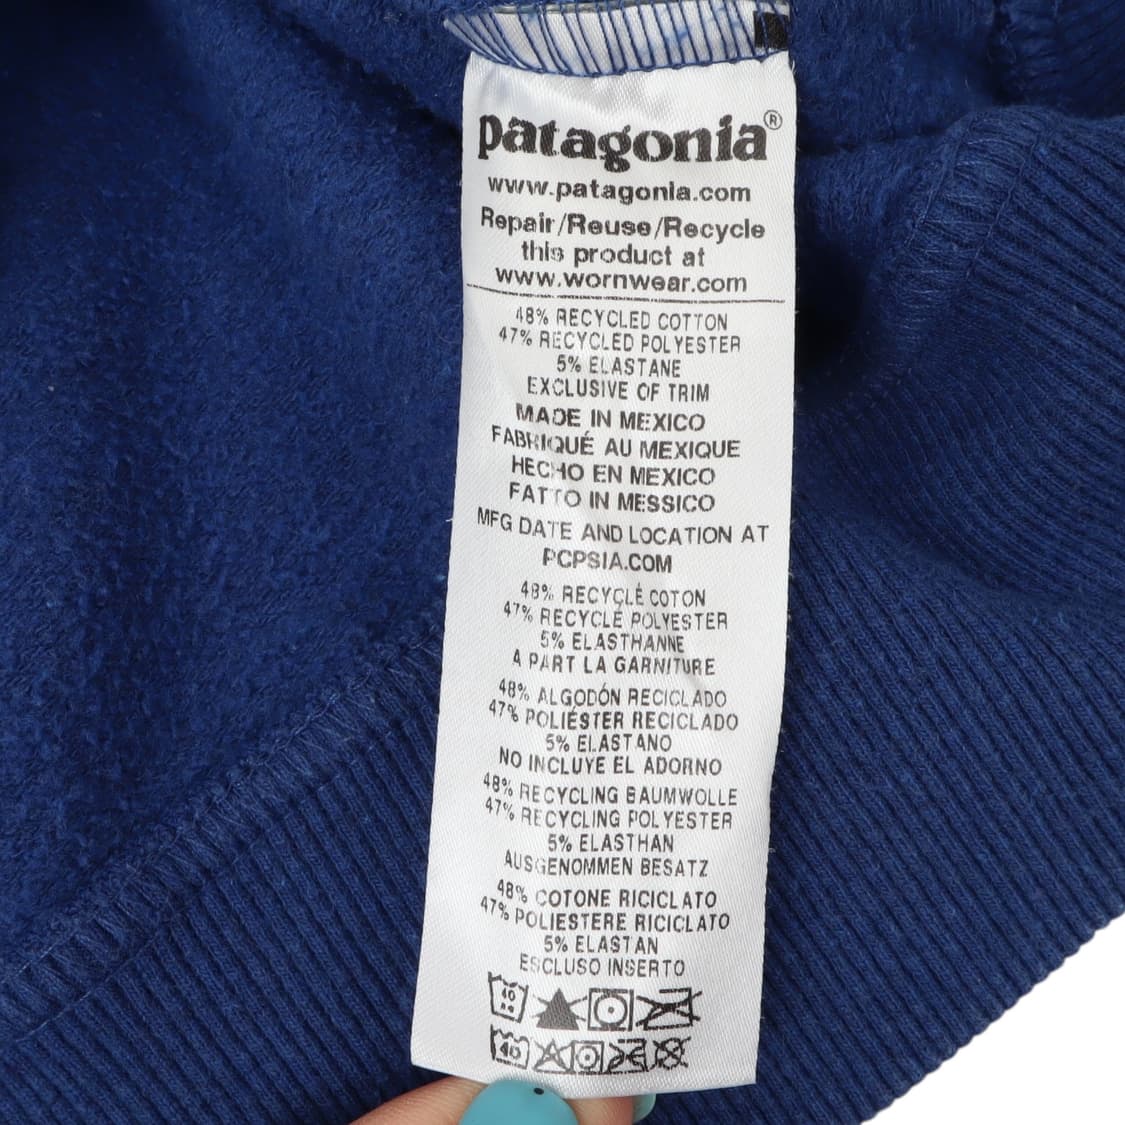 patagonia®
www.patagonia.com
Repair/Reuse/Recycle
this product at
www.wornwear.com
48% RECYCLED COTTON
47% RECYCLED POLYESTER
5% ELASTANE
EXCLUSIVE OF TRIM
MADE IN MEXICO
FABRIQUÉ AU MEXIQUE
HECHO EN MEXICO
FATTO IN MESSICO
MFG DATE AND LOCATION AT
PCPSIA.COM
48% RECYCLÉ COTON
47% RECYCLÉ POLYESTER
5% ELASTHANNE
A PART LA GARNITURE
48% ALGODÓN RECICLADO
47% POLIÉSTER RECICLADO
5% ELASTANO
NO INCLUYE EL ADORNO
48% RECYCLING BAUMWOLLE
47% RECYCLING POLYESTER
5% ELASTHAN
AUSGENOMMEN BESATZ
48% COTONE RICICLATO
47% POLIESTERE RICICLATO
5% ELASTAN
ESCLUSO INSERTO
40
40